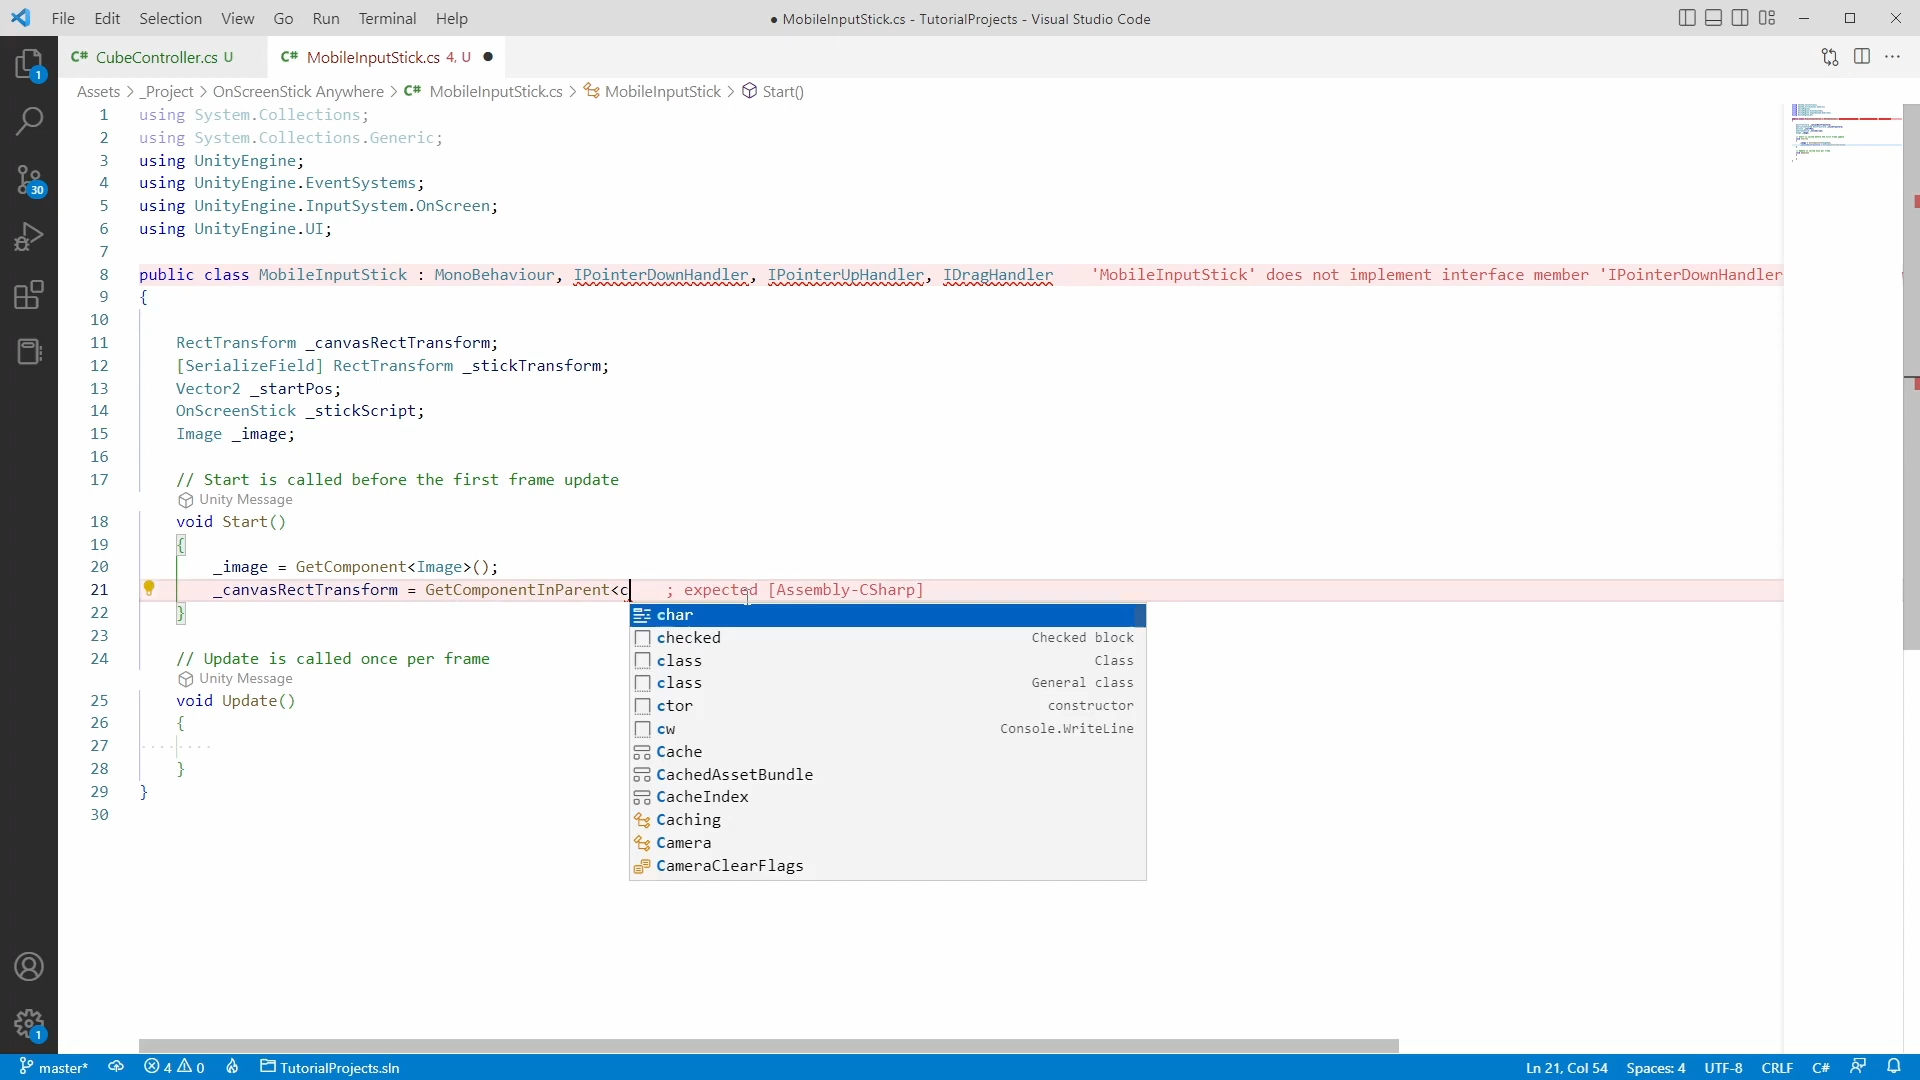 File Edit Selection View Go Run Terminal Help
● MobileInputStick.cs - TutorialProjects - Visual Studio Code
C# CubeController.cs U
C# MobileInputStick.cs 4, U ●
Assets > _Project > OnScreenStick Anywhere > C# MobileInputStick.cs > MobileInputStick > Start()
1 using System.Collections;
2 using System.Collections.Generic;
3 using UnityEngine;
4 using UnityEngine.EventSystems;
5 using UnityEngine.InputSystem.OnScreen;
6 using UnityEngine.UI;
7
8 public class MobileInputStick : MonoBehaviour, IPointerDownHandler, IPointerUpHandler, IDragHandler 'MobileInputStick' does not implement interface member 'IPointerDownHandler
9 {
10
11 RectTransform _canvasRectTransform;
12 [SerializeField] RectTransform _stickTransform;
13 Vector2 _startPos;
14 OnScreenStick _stickScript;
15 Image _image;
16
17 // Start is called before the first frame update
Unity Message
18 void Start()
19 {
20 _image = GetComponent<Image>();
21 _canvasRectTransform = GetComponentInParent<c ; expected [Assembly-CSharp]
22 }
23
24 // Update is called once per frame
Unity Message
25 void Update()
26 {
27
28 }
29 }
30
char
checked Checked block
class Class
class General class
ctor constructor
cw Console.WriteLine
Cache
CachedAssetBundle
CacheIndex
Caching
Camera
CameraClearFlags
1
30
1
master* 4 0 TutorialProjects.sln
Ln 21, Col 54 Spaces: 4 UTF-8 CRLF C#